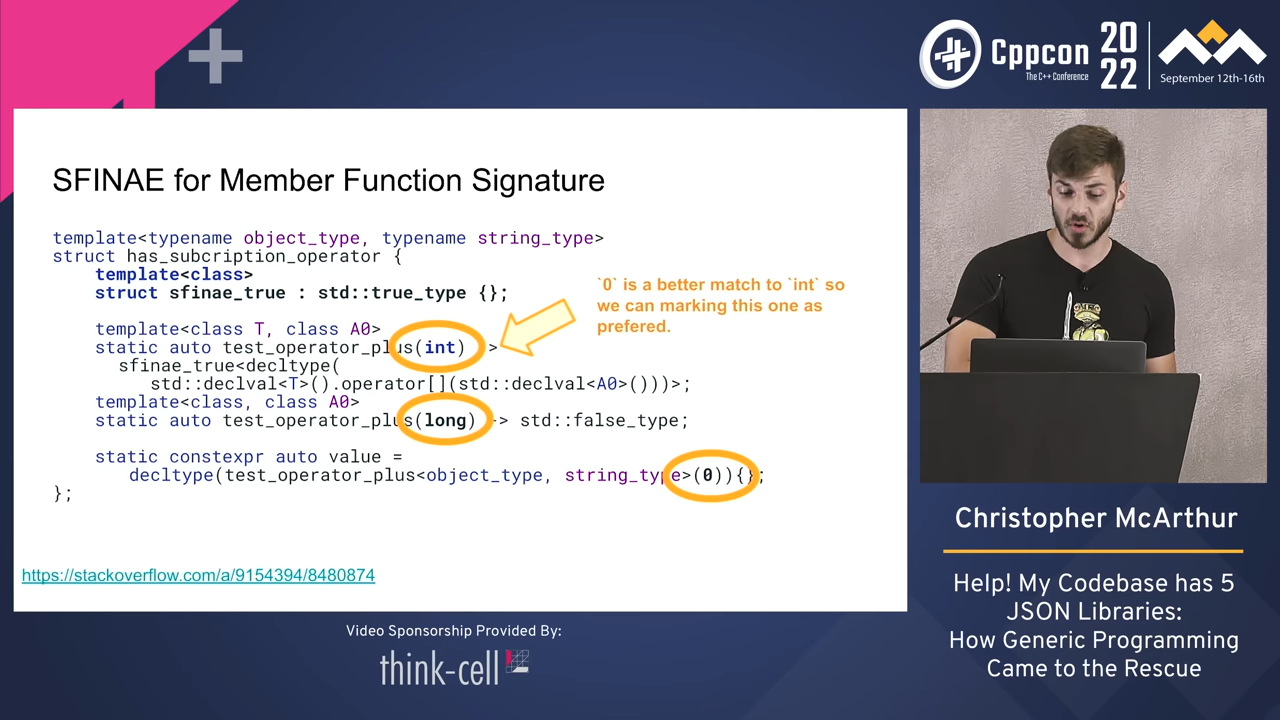 Cppcon
The C++ Conference
20
22
September 12th-16th
SFINAE for Member Function Signature
template<typename object_type, typename string_type>
struct has_subcription_operator {
template<class>
struct sfinae_true : std::true_type {};
`0` is a better match to `int` so
we can marking this one as
prefered.
template<class T, class A0>
static auto test_operator_plus(int) ->
sfinae_true<decltype(
std::declval<T>().operator[](std::declval<A0>()))>;
template<class, class A0>
static auto test_operator_plus(long) -> std::false_type;
static constexpr auto value =
decltype(test_operator_plus<object_type, string_type>(0)){};
};
https://stackoverflow.com/a/9154394/8480874
Christopher McArthur
Help! My Codebase has 5
JSON Libraries:
How Generic Programming
Came to the Rescue
Video Sponsorship Provided By:
think-cell